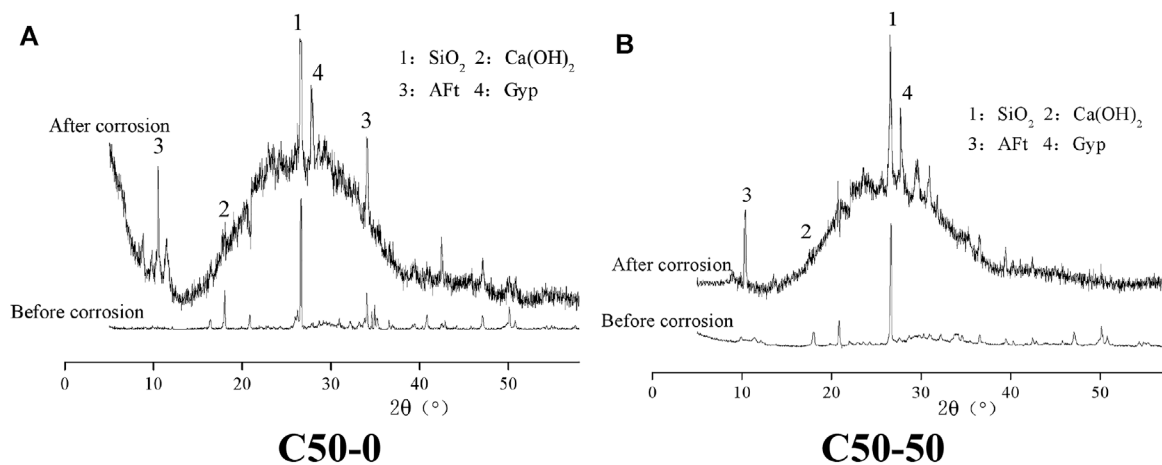 A
1
1: SiO₂ 2: Ca(OH)₂
4
3: AFt 4: Gyp
3
After corrosion
3
2
Before corrosion
0 10 20 30 40 50
2θ (°)
C50-0
B
1
4
1: SiO₂ 2: Ca(OH)₂
3: AFt 4: Gyp
3
2
After corrosion
Before corrosion
0 10 20 30 40 50
2θ (°)
C50-50